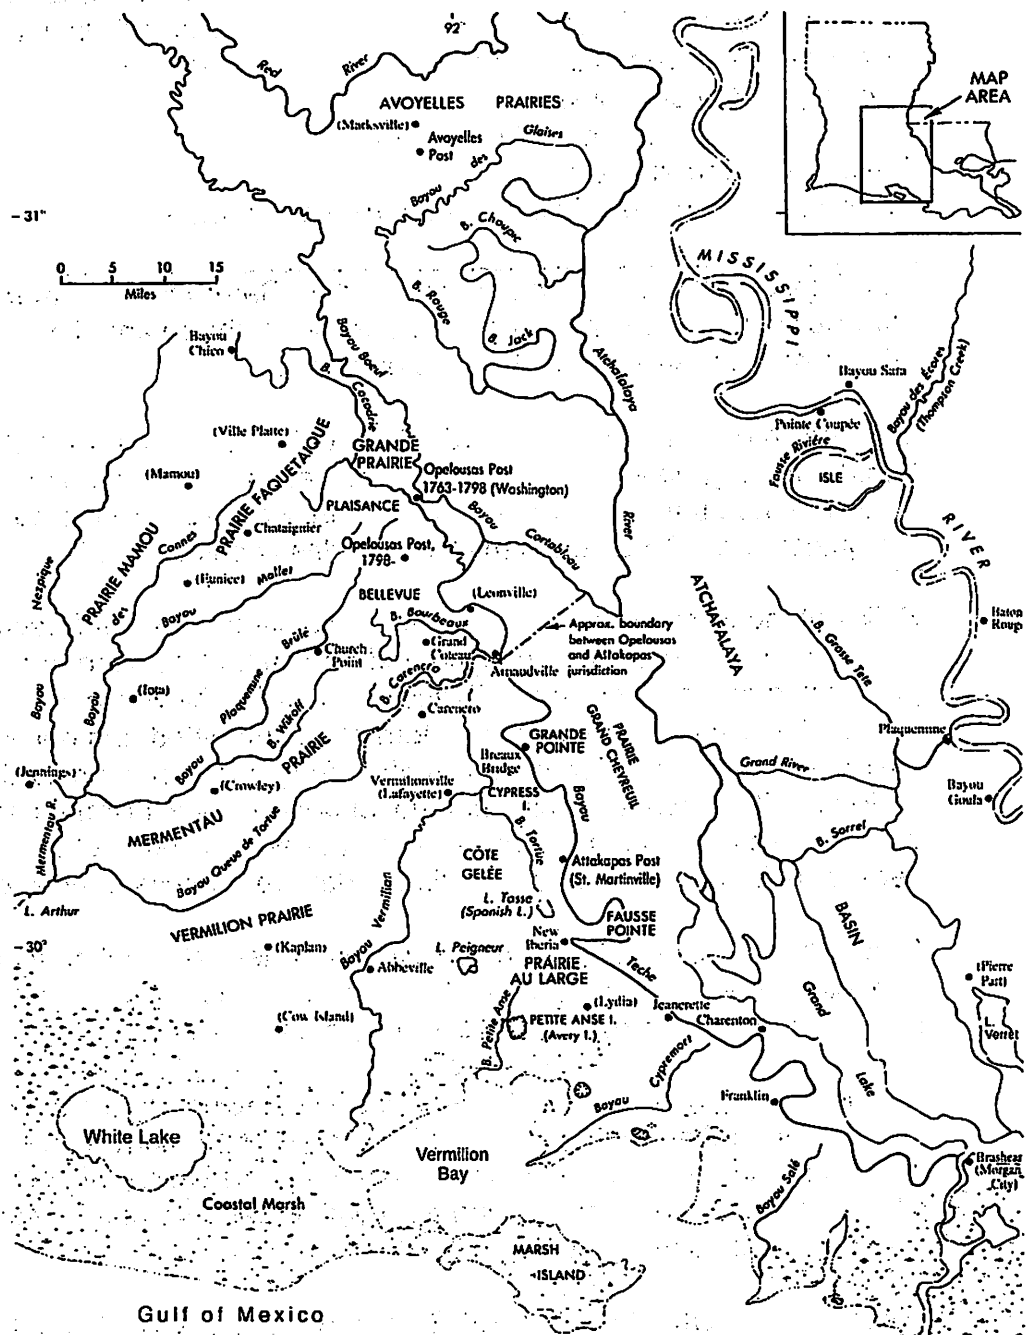 92°
Red River
AVOYELLES PRAIRIES
(Marksville)
Avoyelles
Post
Bayou des Glaises
MAP
AREA
31°
B. Choupic
MISSISSIPPI
RIVER
0 5 10 15
Miles
B. Rouge
B. Jack
Bayou
Chico
Bayou Boeuf
B. Cocodrie
Atchafalaya
River
Bayou Sara
Pointe Coupée
Bayou des Écores
(Thompson Creek)
Fausse Rivière
ISLE
(Ville Platte)
GRANDE
PRAIRIE
Opelousas Post
1763-1798 (Washington)
(Mamou)
PRAIRIE FAQUETAIQUE
PLAISANCE
Bayou Cortableau
Chataignier
PRAIRIE MAMOU
Opelousas Post,
1798-
Bayou Nezpique
Bayou des Cannes
(Eunice)
Bayou Mallet
BELLEVUE
(Leonville)
B. Bourbeaux
Approx. boundary
between Opelousas
and Attakapas
jurisdiction
ATCHAFALAYA
BASIN
Baton
Rouge
B. Grosse Tete
Church
Point
Grand
Coteau
Arnaudville
B. Carencro
Bayou Plaquemine Brûlé
B. Wikoff
(Iota)
Carencro
GRANDE
POINTE
PRAIRIE
GRAND CHEVREUIL
Plaquemine
Breaux
Bridge
Grand River
Bayou
Goula
(Jennings)
Mermentau R.
(Crowley)
PRAIRIE
MERMENTAU
Vermilionville
(Lafayette)
CYPRESS
I.
Bayou
Teche
B. Tortue
B. Sorrel
Bayou Queue de Tortue
CÔTE
GELÉE
Attakapas Post
(St. Martinville)
L. Arthur
L. Tasse
(Spanish L.)
FAUSSE
POINTE
VERMILION PRAIRIE
Bayou Vermilion
30°
(Kaplan)
L. Peigneur
New
Iberia
Abbeville
PRAIRIE
AU LARGE
(Pierre
Part)
(Cow Island)
B. Petite Anse
(Lydia)
PETITE ANSE I.
(Avery I.)
Jeanerette
Charenton
Grand
Lake
L.
Verret
Bayou Cypremort
Franklin
White Lake
Vermilion
Bay
Brashear
(Morgan
City)
Bayou Salé
Coastal Marsh
MARSH
ISLAND
Gulf of Mexico